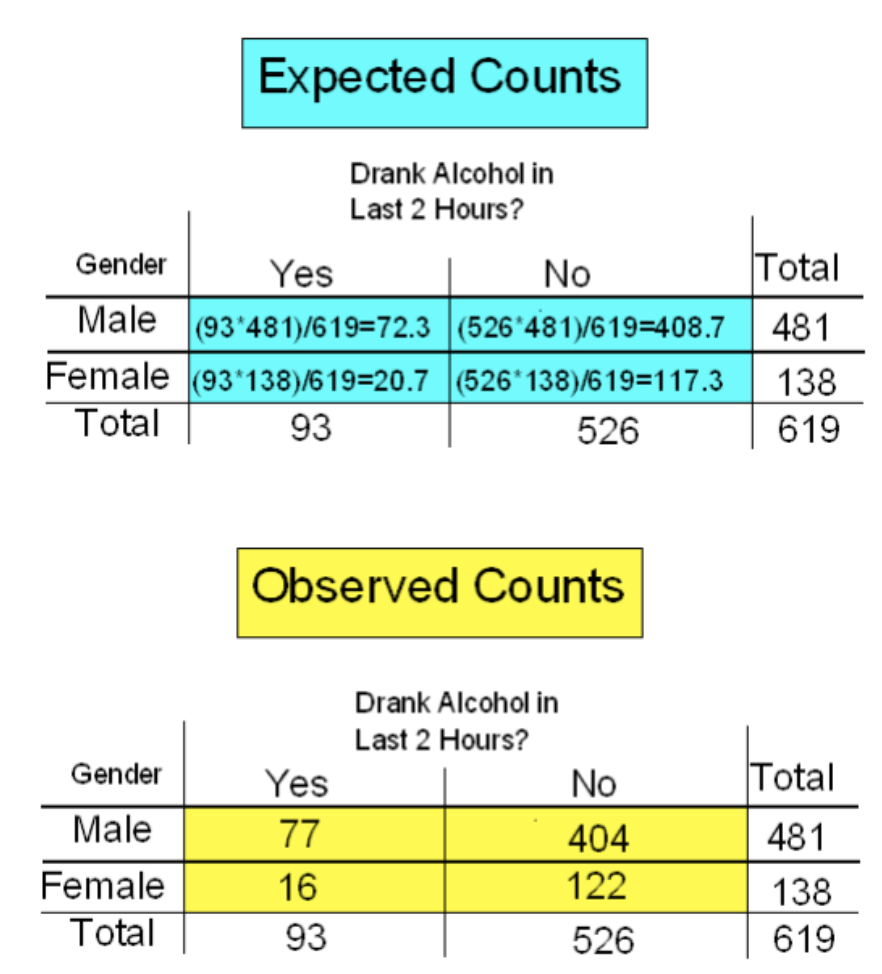 Expected Counts
Drank Alcohol in
Last 2 Hours?
Gender Yes No Total
Male (93*481)/619=72.3 (526*481)/619=408.7 481
Female (93*138)/619=20.7 (526*138)/619=117.3 138
Total 93 526 619
Observed Counts
Drank Alcohol in
Last 2 Hours?
Gender Yes No Total
Male 77 404 481
Female 16 122 138
Total 93 526 619